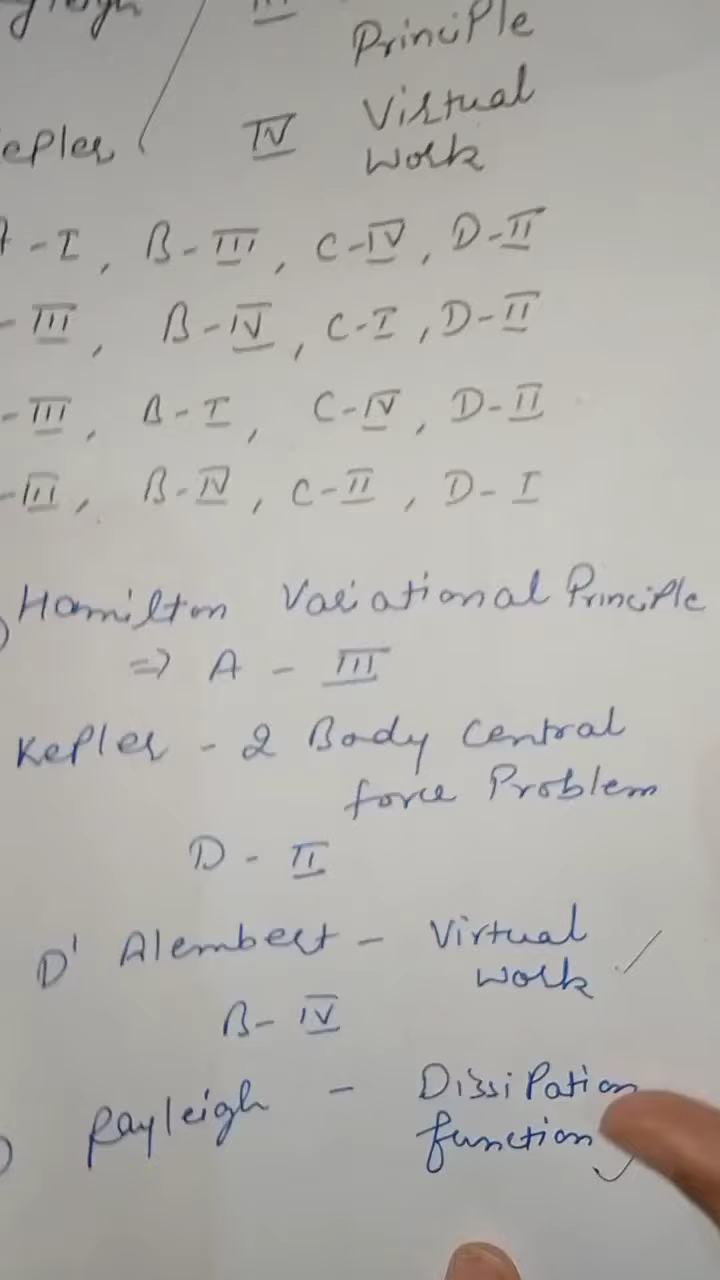 III
Principle
epler IV Virtual
work
- I, B - III, C - IV, D - II
- III, B - IV, C - I, D - II
- III, B - I, C - IV, D - II
- III, B - IV, C - II, D - I
Hamilton Variational Principle
=> A - III
Kepler - 2 Body Central
force Problem
D - II
D' Alembert - Virtual
work
B - IV
Rayleigh - Dissipation
function